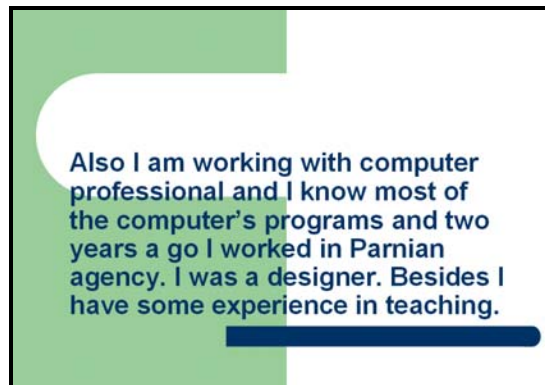 Also I am working with computer
professional and I know most of
the computer's programs and two
years a go I worked in Parnian
agency. I was a designer. Besides I
have some experience in teaching.